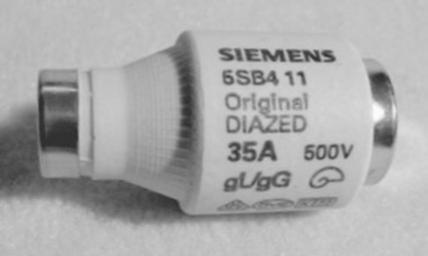 SIEMENS
5SB4 11
Original
DIAZED
35A 500V
gL/gG